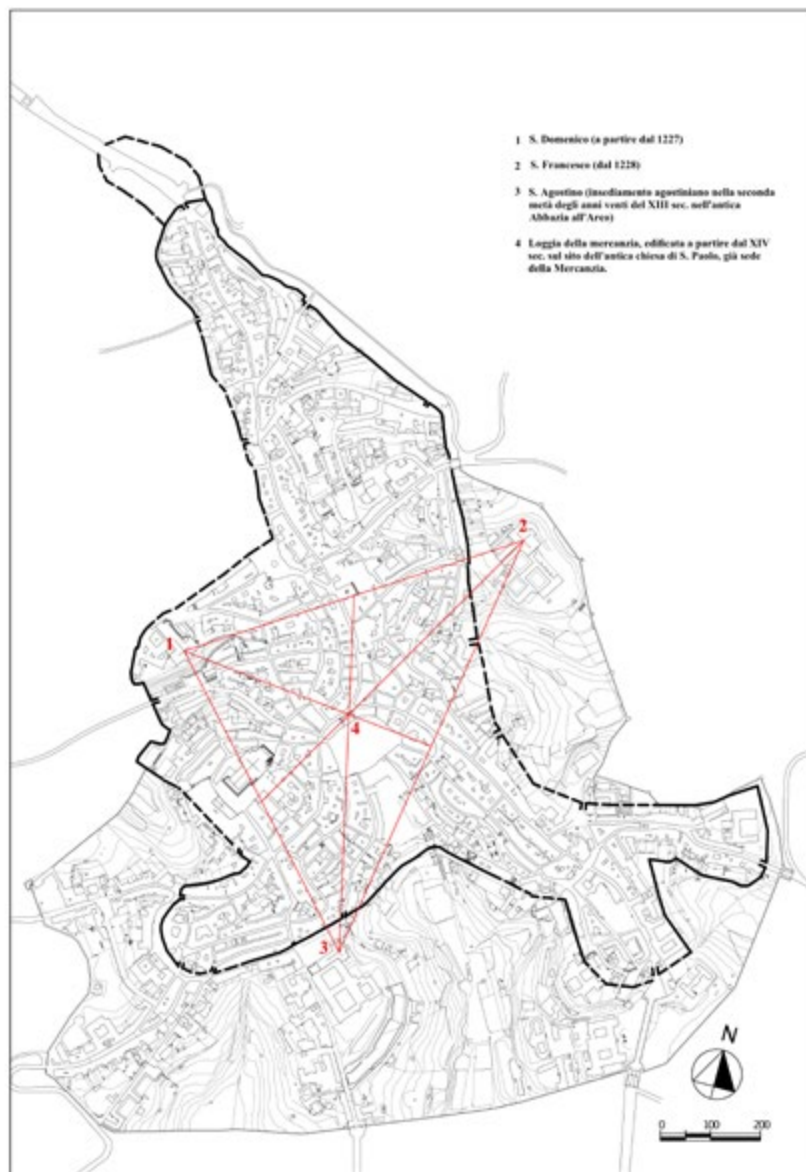 1 S. Domenico (a partire dal 1227)
2 S. Francesco (dal 1228)
3 S. Agostino (insediamento agostiniano nella seconda
metà degli anni venti del XIII sec. nell'antica
Abbazia all'Arco)
4 Loggia della mercanzia, edificata a partire dal XIV
sec. sul sito dell'antica chiesa di S. Paolo, già sede
della Mercanzia.
2
1
4
3
N
0 100 200